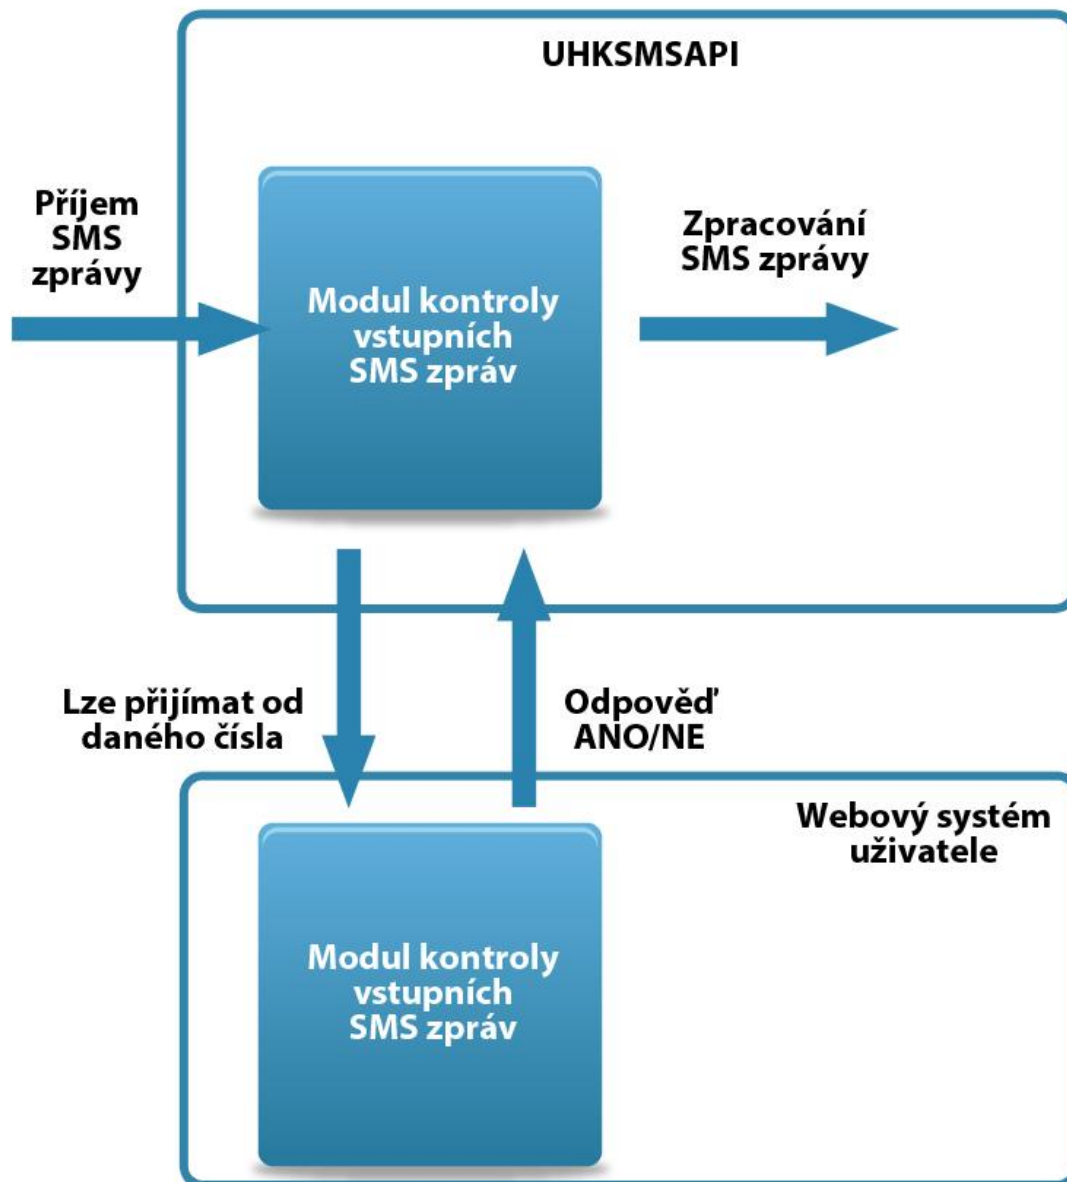 UHKSMSAPI
Příjem
SMS
zprávy
Modul kontroly
vstupních
SMS zpráv
Zpracování
SMS zprávy
Lze přijímat od
daného čísla
Odpověď
ANO/NE
Webový systém
uživatele
Modul kontroly
vstupních
SMS zpráv